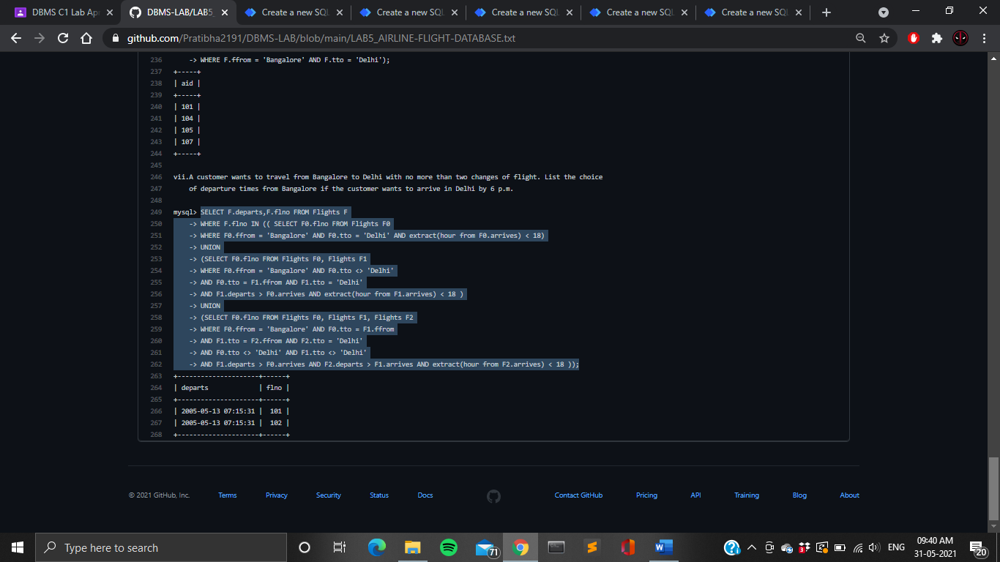 DBMS C1 Lab Ap
DBMS-LAB/LAB5_
Create a new SQL
Create a new SQL
Create a new SQL
Create a new SQL
Create a new SQL
github.com/Pratibha2191/DBMS-LAB/blob/main/LAB5_AIRLINE-FLIGHT-DATABASE.txt
236 -> WHERE F.ffrom = 'Bangalore' AND F.tto = 'Delhi');
237 +-----+
238 | aid |
239 +-----+
240 | 101 |
241 | 104 |
242 | 105 |
243 | 107 |
244 +-----+
245
246 vii.A customer wants to travel from Bangalore to Delhi with no more than two changes of flight. List the choice
247 of departure times from Bangalore if the customer wants to arrive in Delhi by 6 p.m.
248
249 mysql> SELECT F.departs,F.flno FROM Flights F
250 -> WHERE F.flno IN (( SELECT F0.flno FROM Flights F0
251 -> WHERE F0.ffrom = 'Bangalore' AND F0.tto = 'Delhi' AND extract(hour from F0.arrives) < 18)
252 -> UNION
253 -> (SELECT F0.flno FROM Flights F0, Flights F1
254 -> WHERE F0.ffrom = 'Bangalore' AND F0.tto <> 'Delhi'
255 -> AND F0.tto = F1.ffrom AND F1.tto = 'Delhi'
256 -> AND F1.departs > F0.arrives AND extract(hour from F1.arrives) < 18 )
257 -> UNION
258 -> (SELECT F0.flno FROM Flights F0, Flights F1, Flights F2
259 -> WHERE F0.ffrom = 'Bangalore' AND F0.tto = F1.ffrom
260 -> AND F1.tto = F2.ffrom AND F2.tto = 'Delhi'
261 -> AND F0.tto <> 'Delhi' AND F1.tto <> 'Delhi'
262 -> AND F1.departs > F0.arrives AND F2.departs > F1.arrives AND extract(hour from F2.arrives) < 18 ));
263 +---------------------+------+
264 | departs | flno |
265 +---------------------+------+
266 | 2005-05-13 07:15:31 | 101 |
267 | 2005-05-13 07:15:31 | 102 |
268 +---------------------+------+
© 2021 GitHub, Inc. Terms Privacy Security Status Docs Contact GitHub Pricing API Training Blog About
Type here to search
71
3
ENG
09:40 AM
31-05-2021
20